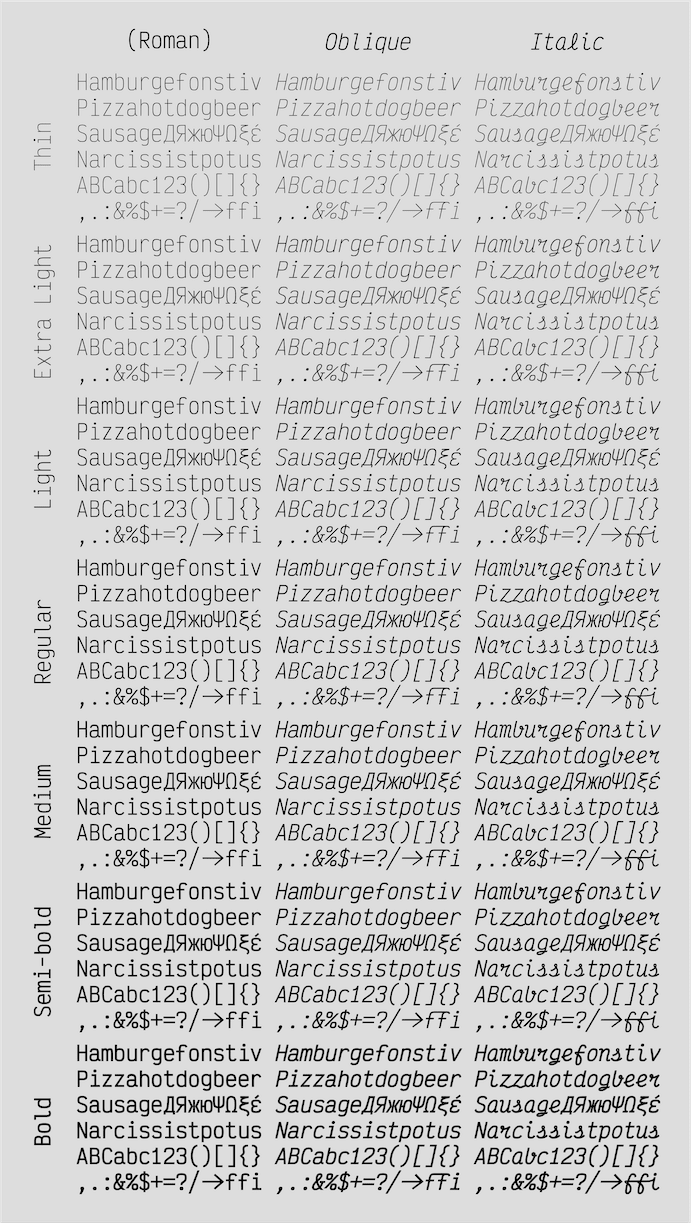 (Roman) Oblique Italic
Thin
Hamburgefonstiv Hamburgefonstiv Hamburgefonstiv
Pizzahotdogbeer Pizzahotdogbeer Pizzahotdogbeer
SausageДЯжюΨΩξέ SausageДЯжюΨΩξέ SausageДЯжюΨΩξέ
Narcissistpotus Narcissistpotus Narcissistpotus
ABCabc123()[]{} ABCabc123()[]{} ABCabc123()[]{}
,.:&%$+=?/→ffi ,.:&%$+=?/→ffi ,.:&%$+=?/→ffi
Extra Light
Hamburgefonstiv Hamburgefonstiv Hamburgefonstiv
Pizzahotdogbeer Pizzahotdogbeer Pizzahotdogbeer
SausageДЯжюΨΩξέ SausageДЯжюΨΩξέ SausageДЯжюΨΩξέ
Narcissistpotus Narcissistpotus Narcissistpotus
ABCabc123()[]{} ABCabc123()[]{} ABCabc123()[]{}
,.:&%$+=?/→ffi ,.:&%$+=?/→ffi ,.:&%$+=?/→ffi
Light
Hamburgefonstiv Hamburgefonstiv Hamburgefonstiv
Pizzahotdogbeer Pizzahotdogbeer Pizzahotdogbeer
SausageДЯжюΨΩξέ SausageДЯжюΨΩξέ SausageДЯжюΨΩξέ
Narcissistpotus Narcissistpotus Narcissistpotus
ABCabc123()[]{} ABCabc123()[]{} ABCabc123()[]{}
,.:&%$+=?/→ffi ,.:&%$+=?/→ffi ,.:&%$+=?/→ffi
Regular
Hamburgefonstiv Hamburgefonstiv Hamburgefonstiv
Pizzahotdogbeer Pizzahotdogbeer Pizzahotdogbeer
SausageДЯжюΨΩξέ SausageДЯжюΨΩξέ SausageДЯжюΨΩξέ
Narcissistpotus Narcissistpotus Narcissistpotus
ABCabc123()[]{} ABCabc123()[]{} ABCabc123()[]{}
,.:&%$+=?/→ffi ,.:&%$+=?/→ffi ,.:&%$+=?/→ffi
Medium
Hamburgefonstiv Hamburgefonstiv Hamburgefonstiv
Pizzahotdogbeer Pizzahotdogbeer Pizzahotdogbeer
SausageДЯжюΨΩξέ SausageДЯжюΨΩξέ SausageДЯжюΨΩξέ
Narcissistpotus Narcissistpotus Narcissistpotus
ABCabc123()[]{} ABCabc123()[]{} ABCabc123()[]{}
,.:&%$+=?/→ffi ,.:&%$+=?/→ffi ,.:&%$+=?/→ffi
Semi-bold
Hamburgefonstiv Hamburgefonstiv Hamburgefonstiv
Pizzahotdogbeer Pizzahotdogbeer Pizzahotdogbeer
SausageДЯжюΨΩξέ SausageДЯжюΨΩξέ SausageДЯжюΨΩξέ
Narcissistpotus Narcissistpotus Narcissistpotus
ABCabc123()[]{} ABCabc123()[]{} ABCabc123()[]{}
,.:&%$+=?/→ffi ,.:&%$+=?/→ffi ,.:&%$+=?/→ffi
Bold
Hamburgefonstiv Hamburgefonstiv Hamburgefonstiv
Pizzahotdogbeer Pizzahotdogbeer Pizzahotdogbeer
SausageДЯжюΨΩξέ SausageДЯжюΨΩξέ SausageДЯжюΨΩξέ
Narcissistpotus Narcissistpotus Narcissistpotus
ABCabc123()[]{} ABCabc123()[]{} ABCabc123()[]{}
,.:&%$+=?/→ffi ,.:&%$+=?/→ffi ,.:&%$+=?/→ffi